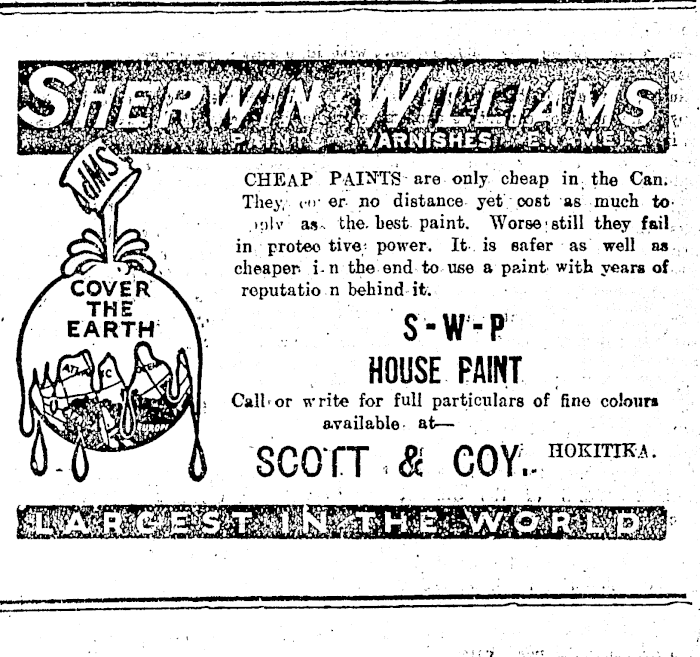 SHERWIN-WILLIAMS
PAINTS VARNISHES ENAMELS
SWP
COVER
THE
EARTH
EUROPE
CHEAP PAINTS are only cheap in the Can.
They cover no distance yet cost as much to
apply as the best paint. Worse still they fail
in protective power. It is safer as well as
cheaper in the end to use a paint with years of
reputation behind it.
S-W-P
HOUSE PAINT
Call or write for full particulars of fine colours
available at—
SCOTT & COY. HOKITIKA.
LARGEST IN THE WORLD